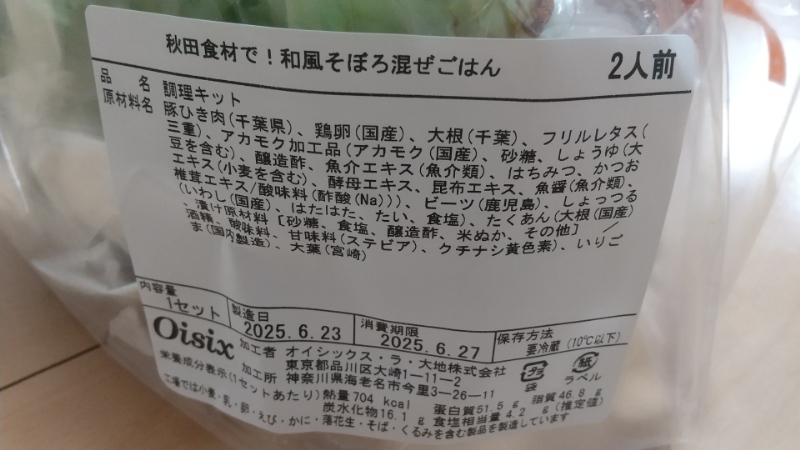 秋田食材で！和風そぼろ混ぜごはん 2人前
品名 調理キット
原材料名 豚ひき肉(千葉県)、鶏卵(国産)、大根(千葉)、フリルレタス(
三重)、アカモク加工品(アカモク(国産)、砂糖、しょうゆ(大
豆を含む)、醸造酢、魚介エキス(魚介類)、はちみつ、かつお
エキス(小麦を含む)、酵母エキス、昆布エキス、魚醤(魚介類)、
椎茸エキス/酸味料(酢酸(Na)))、ビーツ(鹿児島)、しょっつる
(いわし(国産)、はたはた、たい、食塩)、たくあん(大根(国産)
、漬け原材料［砂糖、食塩、醸造酢、米ぬか、その他］／
酒精、酸味料、甘味料(ステビア)、クチナシ黄色素)、いりご
ま(国内製造)、大葉(宮崎)
内容量 1セット 製造日 2025.6.23 消費期限 2025.6.27 保存方法 要冷蔵(10℃以下)
Oisix 加工者 オイシックス・ラ・大地株式会社
東京都品川区大崎1-11-2
加工所 神奈川県海老名市今里3-26-11
プラ 袋 紙 ラベル
栄養成分表示(1セットあたり)熱量704 kcal 蛋白質51.5 g 脂質46.8 g
炭水化物16.1 g 食塩相当量4.2 g (推定値)
工場では小麦・乳・卵・えび・かに・落花生・そば・くるみを含む製品を製造しています